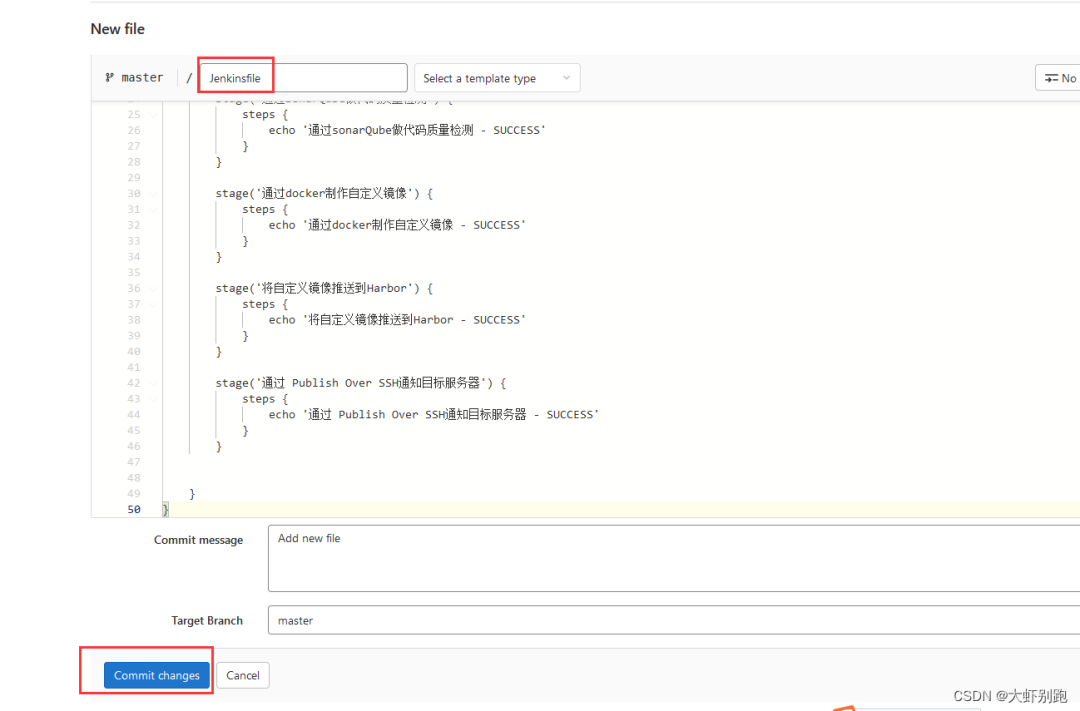 New file
master / Jenkinsfile Select a template type No
25 steps {
26 echo '通过sonarQube做代码质量检测 - SUCCESS'
27 }
28 }
29
30 stage('通过docker制作自定义镜像') {
31 steps {
32 echo '通过docker制作自定义镜像 - SUCCESS'
33 }
34 }
35
36 stage('将自定义镜像推送到Harbor') {
37 steps {
38 echo '将自定义镜像推送到Harbor - SUCCESS'
39 }
40 }
41
42 stage('通过 Publish Over SSH通知目标服务器') {
43 steps {
44 echo '通过 Publish Over SSH通知目标服务器 - SUCCESS'
45 }
46 }
47
48
49 }
50 }
Commit message Add new file
Target Branch master
Commit changes Cancel
CSDN @大虾别跑